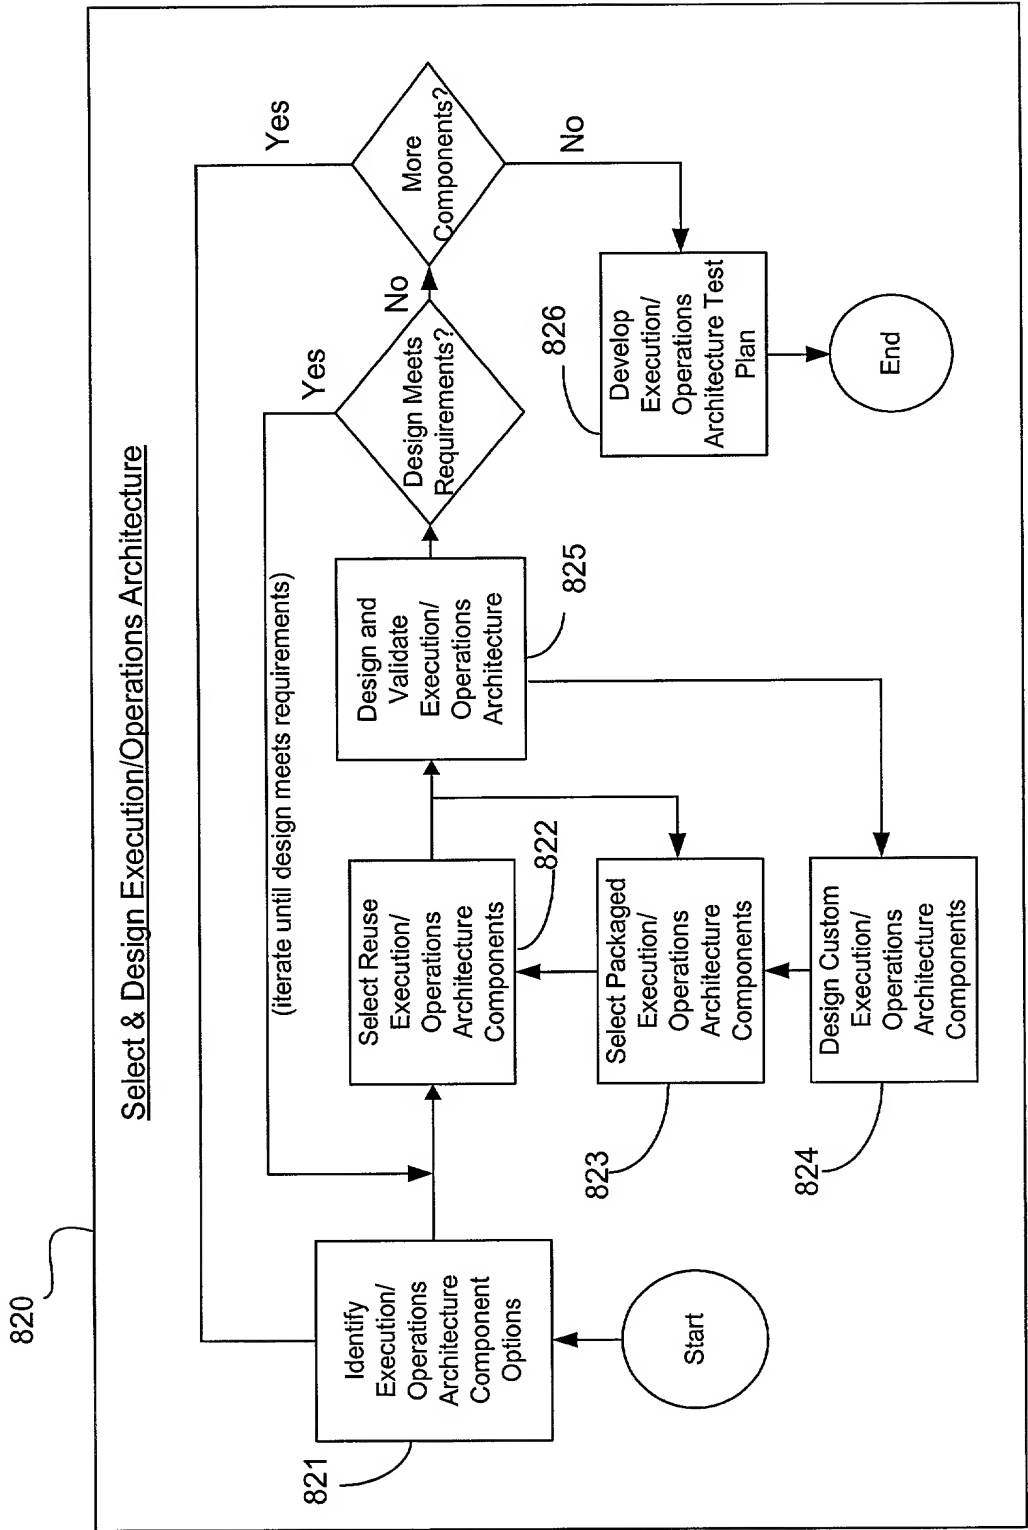 820
Select & Design Execution/Operations Architecture
Yes
(iterate until design meets requirements)
Yes
821
Identify
Execution/
Operations
Architecture
Component
Options
Start
Select Reuse
Execution/
Operations
Architecture
Components
822
Design and
Validate
Execution/
Operations
Architecture
825
Design Meets
Requirements?
No
More
Components?
No
823
Select Packaged
Execution/
Operations
Architecture
Components
824
Design Custom
Execution/
Operations
Architecture
Components
826
Develop
Execution/
Operations
Architecture Test
Plan
End